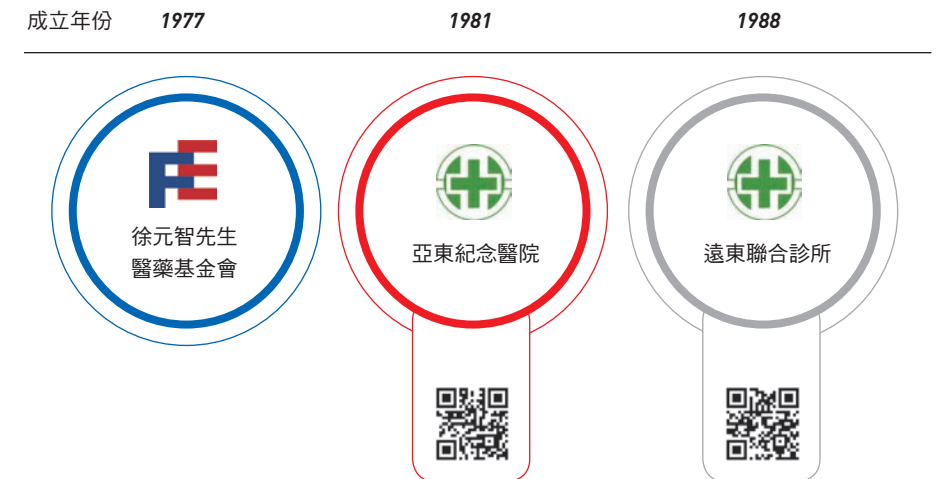 成立年份 1977 1981 1988
徐元智先生
醫藥基金會
亞東紀念醫院
遠東聯合診所